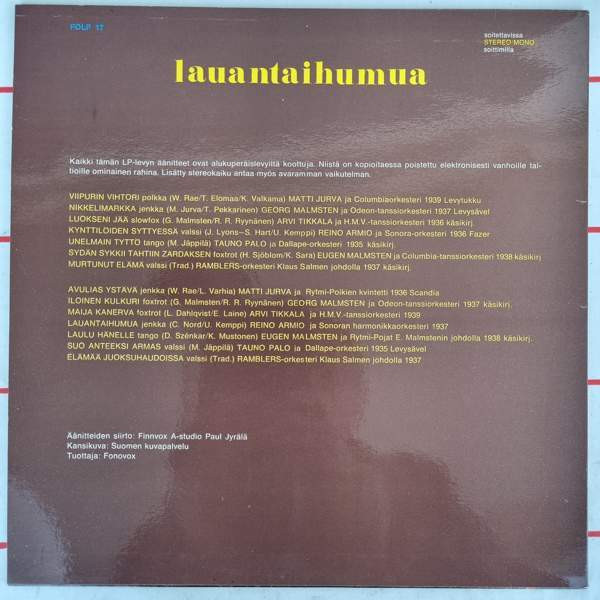 FOLP 17
soitettavissa
STEREO/MONO
soittimilla
lauantaihumua
Kaikki tämän LP-levyn äänitteet ovat alukuperäislevyiltä koottuja. Niistä on kopioitaessa poistettu elektronisesti vanhoille tal-
tioille ominainen rahina. Lisätty stereokaiku antaa myös avaramman vaikutelman.
VIIPURIN VIHTORI polkka (W. Rae/T. Elomaa/K. Valkama) MATTI JURVA ja Columbiaorkesteri 1939 Levytukku
NIKKELIMARKKA jenkka (M. Jurva/T. Pekkarinen) GEORG MALMSTEN ja Odeon-tanssiorkesteri 1937 Levysävel
LUOKSENI JÄÄ slowfox (G. Malmsten/R. R. Ryynänen) ARVI TIKKALA ja H.M.V.-tanssiorkesteri 1936 käsikirj.
KYNTTILÖIDEN SYTTYESSÄ valssi (J. Lyons–S. Hart/U. Kemppi) REINO ARMIO ja Sonora-orkesteri 1936 Fazer
UNELMAIN TYTTÖ tango (M. Jäppilä) TAUNO PALO ja Dallape-orkesteri 1935 käsikirj.
SYDÄN SYKKII TAHTIIN ZARDAKSEN foxtrot (H. Sjöblom/K. Sara) EUGEN MALMSTEN ja Columbia-tanssiorkesteri 1938 käsikirj
MURTUNUT ELÄMÄ valssi (Trad.) RAMBLERS-orkesteri Klaus Salmen johdolla 1937 käsikirj.
AVULIAS YSTÄVÄ jenkka (W. Rae/L. Varhia) MATTI JURVA ja Rytmi-Poikien kvintetti 1936 Scandia
ILOINEN KULKURI foxtrot (G. Malmsten/R. R. Ryynänen) GEORG MALMSTEN ja Odeon-tanssiorkesteri 1937 käsikirj.
MAIJA KANERVA foxtrot (L. Dahlqvist/E. Laine) ARVI TIKKALA ja H.M.V.-tanssiorkesteri 1939
LAUANTAIHUMUA jenkka (C. Nord/U. Kemppi) REINO ARMIO ja Sonoran harmonikkaorkesteri 1937
LAULU HÄNELLE tango (D. Szênkar/K. Mustonen) EUGEN MALMSTEN ja Rytmi-Pojat E. Malmstenin johdolla 1938 käsikirj.
SUO ANTEEKSI ARMAS valssi (M. Jäppilä) TAUNO PALO ja Dallape-orkesteri 1935 Levysävel
ELÄMÄÄ JUOKSUHAUDOISSA valssi (Trad.) RAMBLERS-orkesteri Klaus Salmen johdolla 1937
Äänitteiden siirto: Finnvox A-studio Paul Jyrälä
Kansikuva: Suomen kuvapalvelu
Tuottaja: Fonovox